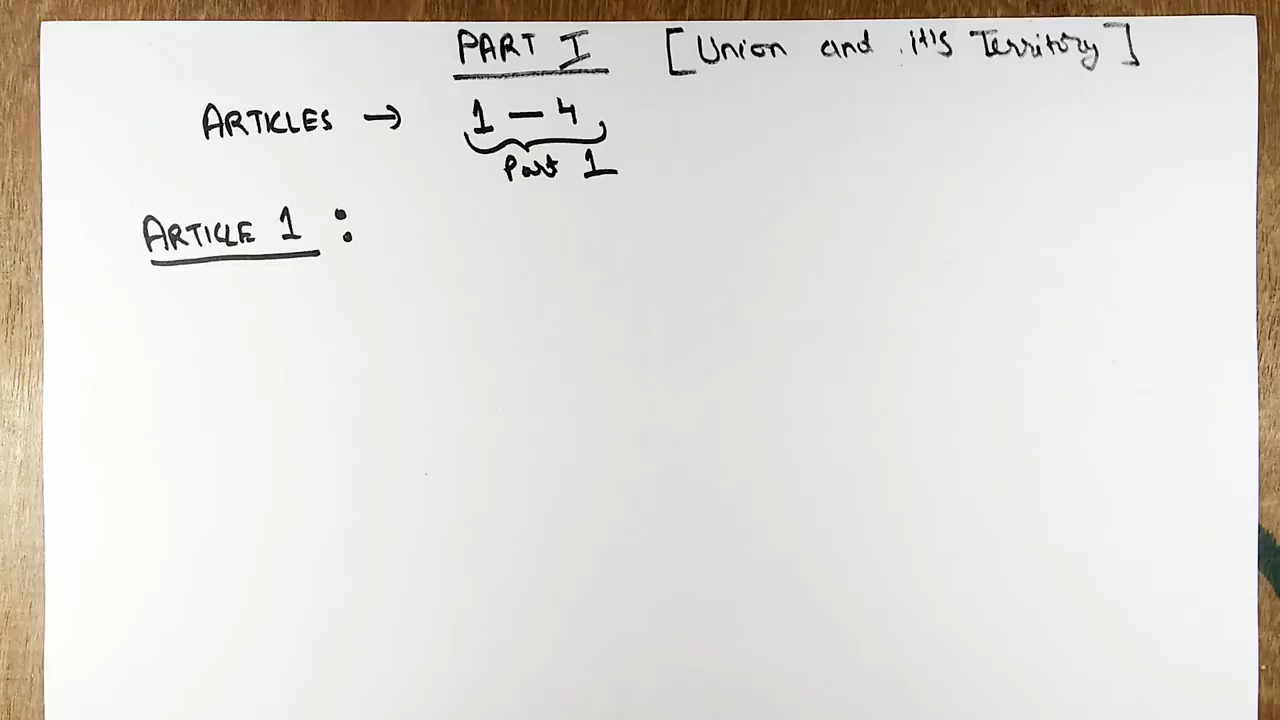 PART I [Union and it's Territory]
ARTICLES → 1 — 4
Part 1
ARTICLE 1 :